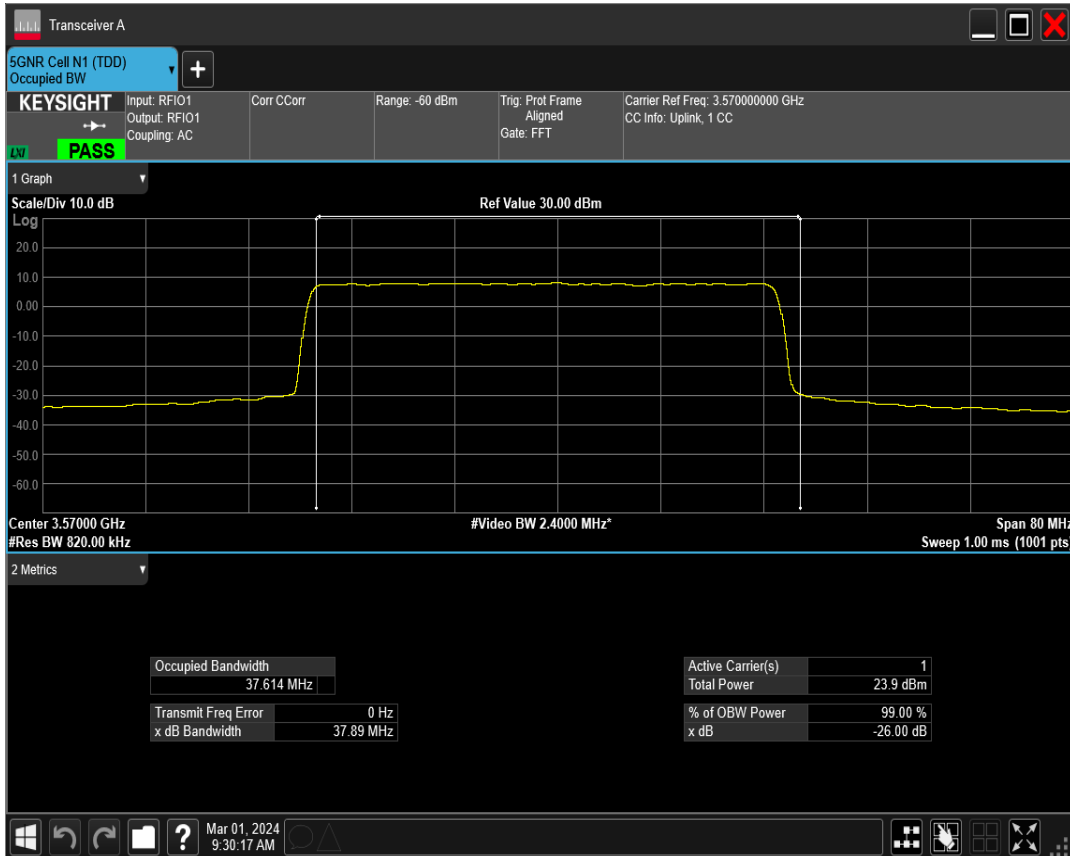 Transceiver A
5GNR Cell N1 (TDD)
Occupied BW
+
KEYSIGHT
LXI
PASS
Input: RFIO1
Output: RFIO1
Coupling: AC
Corr CCorr
Range: -60 dBm
Trig: Prot Frame
Aligned
Gate: FFT
Carrier Ref Freq: 3.570000000 GHz
CC Info: Uplink, 1 CC
1 Graph
Scale/Div 10.0 dB
Ref Value 30.00 dBm
Log
20.0
10.0
0.00
-10.0
-20.0
-30.0
-40.0
-50.0
-60.0
Center 3.57000 GHz
#Video BW 2.4000 MHz*
Span 80 MHz
#Res BW 820.00 kHz
Sweep 1.00 ms (1001 pts)
2 Metrics
Occupied Bandwidth
37.614 MHz
Transmit Freq Error 0 Hz
x dB Bandwidth 37.89 MHz
Active Carrier(s) 1
Total Power 23.9 dBm
% of OBW Power 99.00 %
x dB -26.00 dB
?
Mar 01, 2024
9:30:17 AM